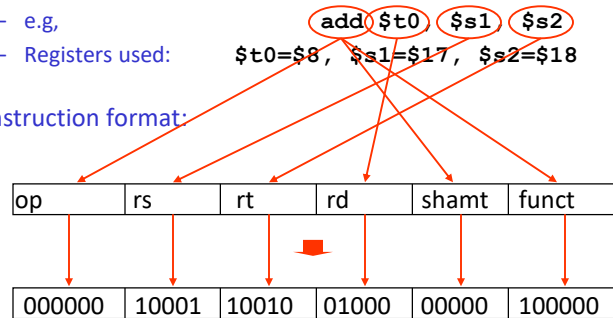 – e.g, add $t0, $s1, $s2
– Registers used: $t0=$8, $s1=$17, $s2=$18
nstruction format:
op rs rt rd shamt funct
000000 10001 10010 01000 00000 100000